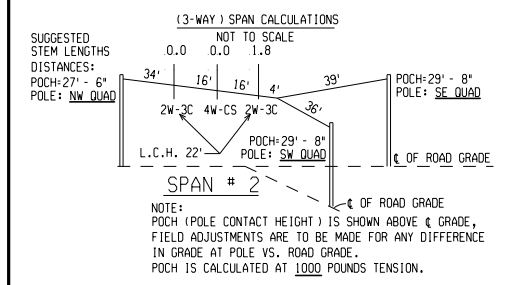 (3-WAY) SPAN CALCULATIONS
NOT TO SCALE
SUGGESTED
STEM LENGTHS
0.0 0.0 1.8
DISTANCES:
POCH=27' - 6"
POLE: NW QUAD
34' 16' 16' 4' 39'
36'
POCH=29' - 8"
POLE: SE QUAD
2W-3C 4W-CS 2W-3C
L.C.H. 22'
POCH=29' - 8"
POLE: SW QUAD
℄ OF ROAD GRADE
SPAN # 2
℄ OF ROAD GRADE
NOTE:
POCH (POLE CONTACT HEIGHT) IS SHOWN ABOVE ℄ GRADE,
FIELD ADJUSTMENTS ARE TO BE MADE FOR ANY DIFFERENCE
IN GRADE AT POLE VS. ROAD GRADE.
POCH IS CALCULATED AT 1000 POUNDS TENSION.